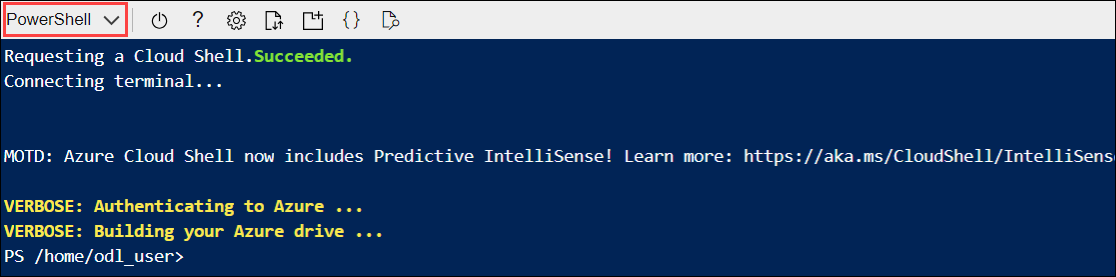 PowerShell ? {}
Requesting a Cloud Shell.Succeeded.
Connecting terminal...
MOTD: Azure Cloud Shell now includes Predictive IntelliSense! Learn more: https://aka.ms/CloudShell/IntelliSens
VERBOSE: Authenticating to Azure ...
VERBOSE: Building your Azure drive ...
PS /home/odl_user>